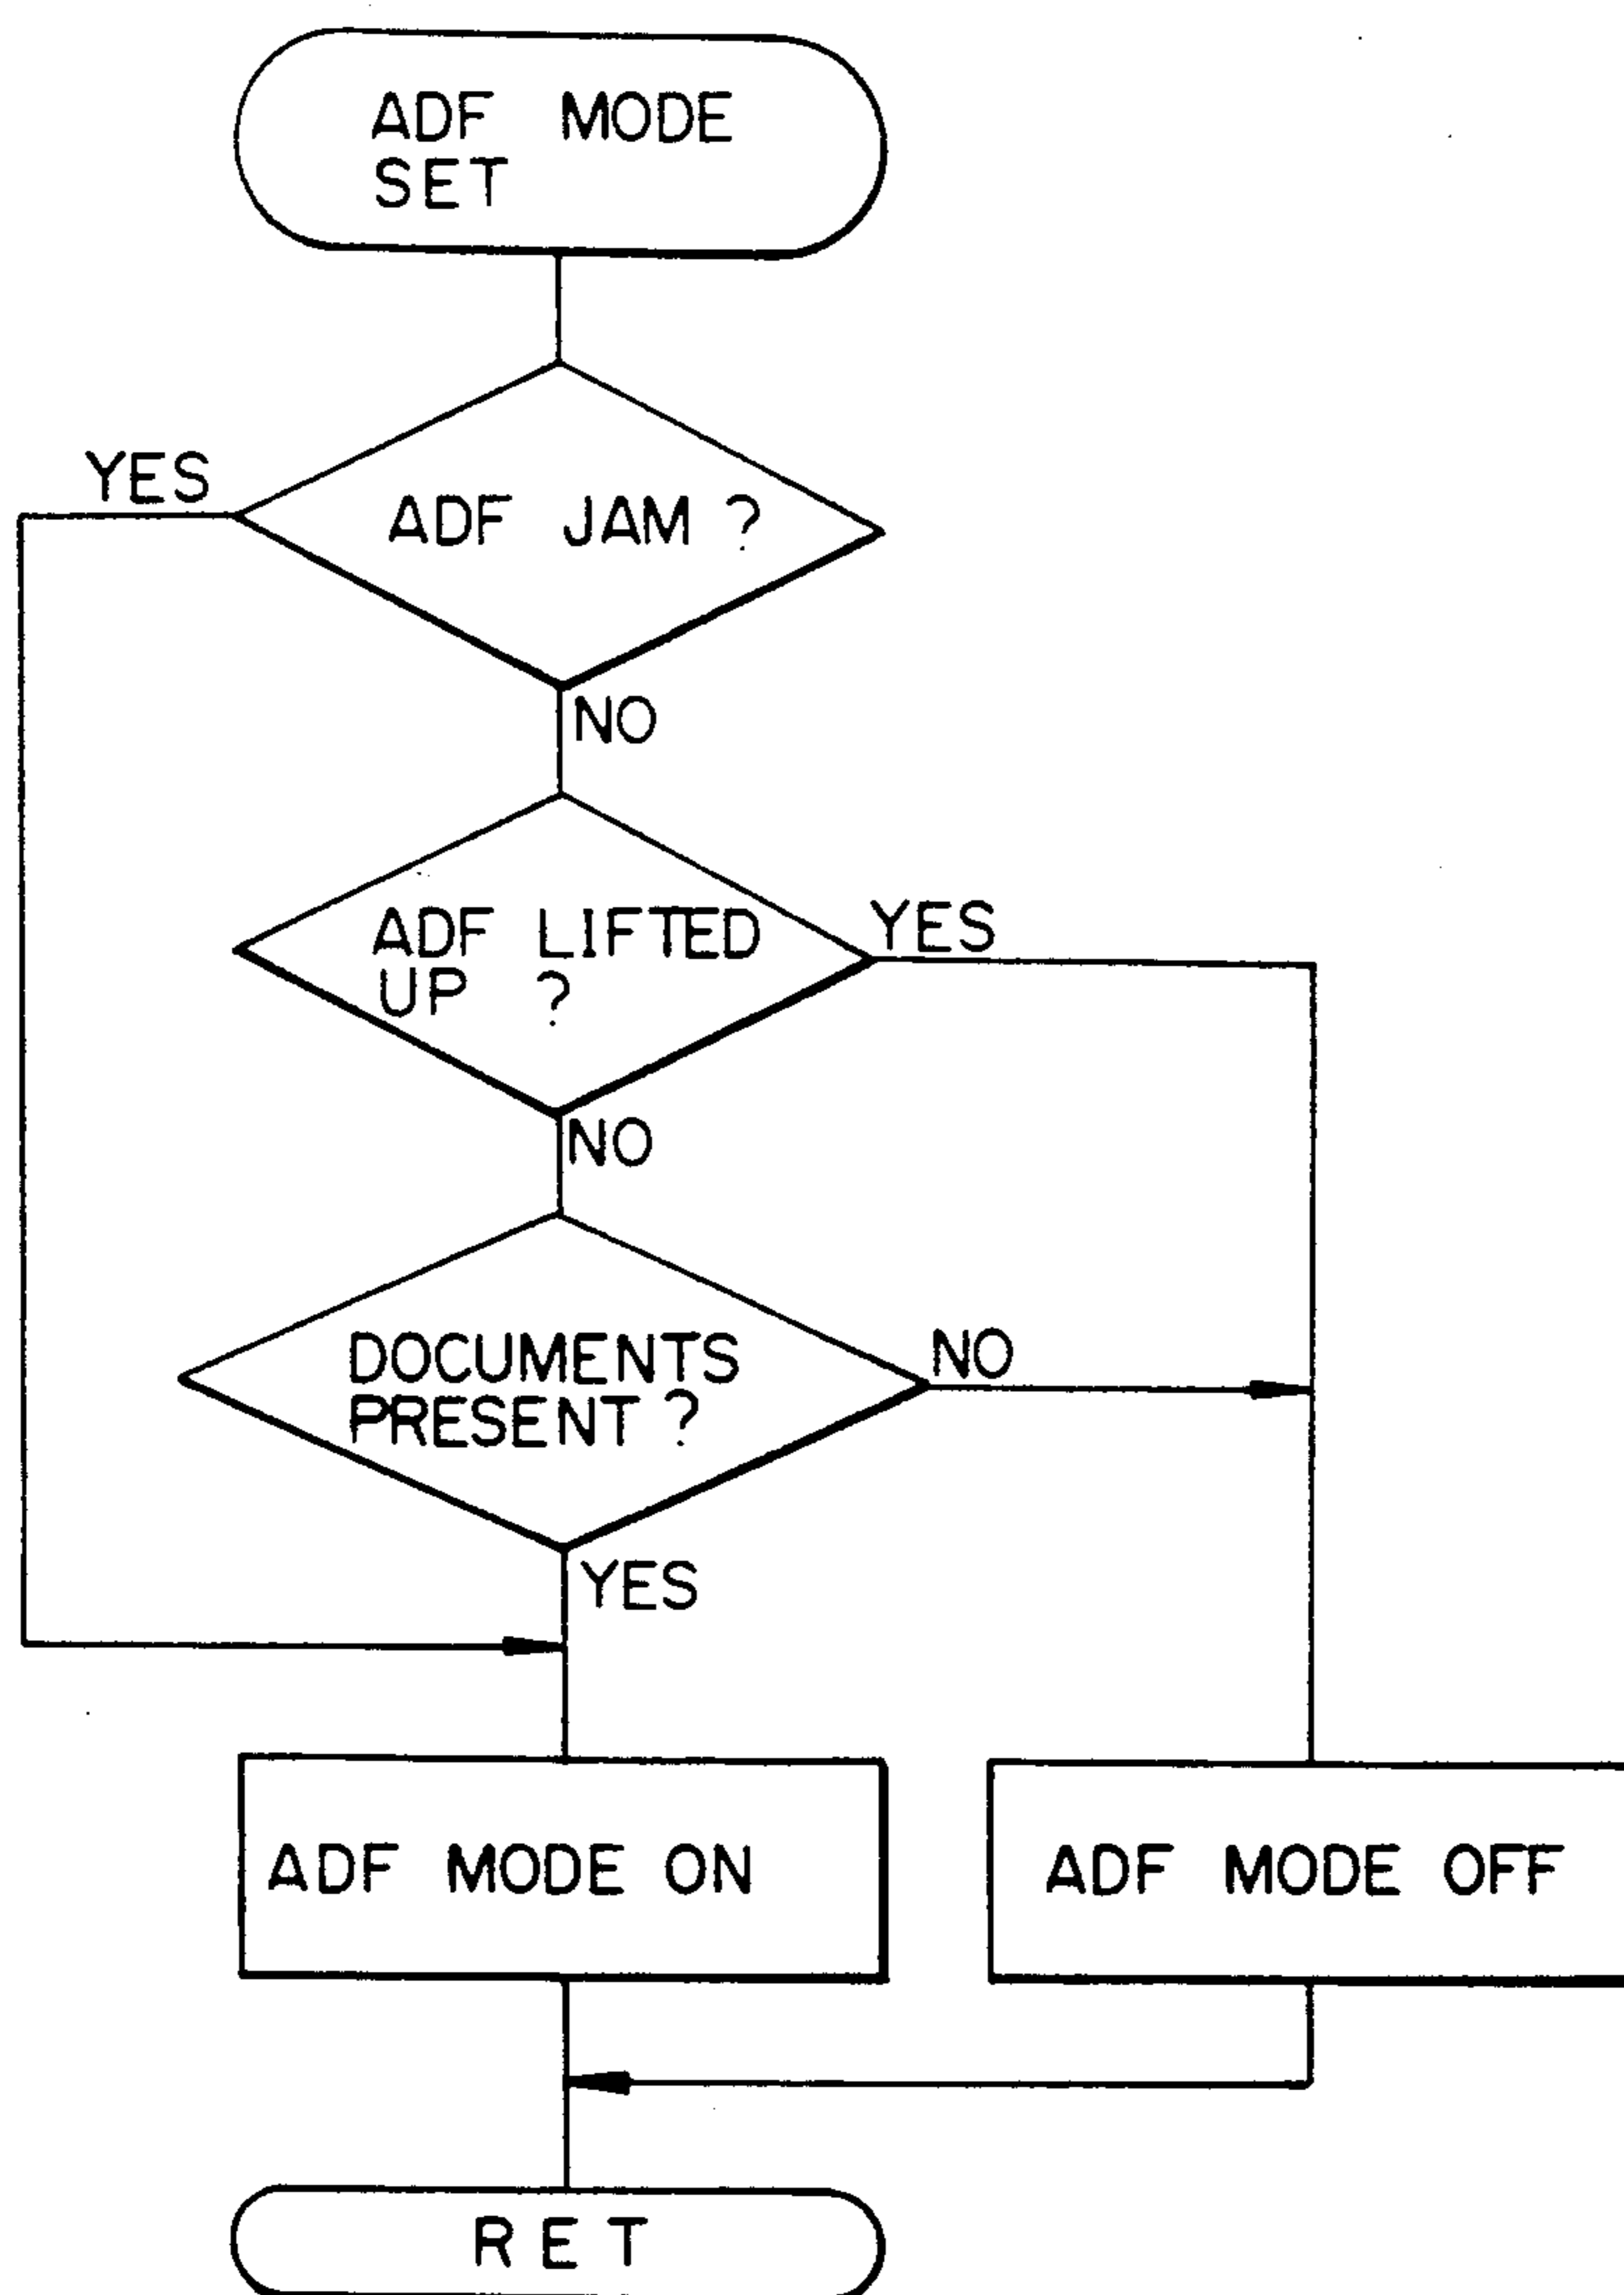 ADF MODE
SET
YES
ADF JAM ?
NO
ADF LIFTED
UP ?
YES
NO
DOCUMENTS
PRESENT ?
NO
YES
ADF MODE ON
ADF MODE OFF
RET